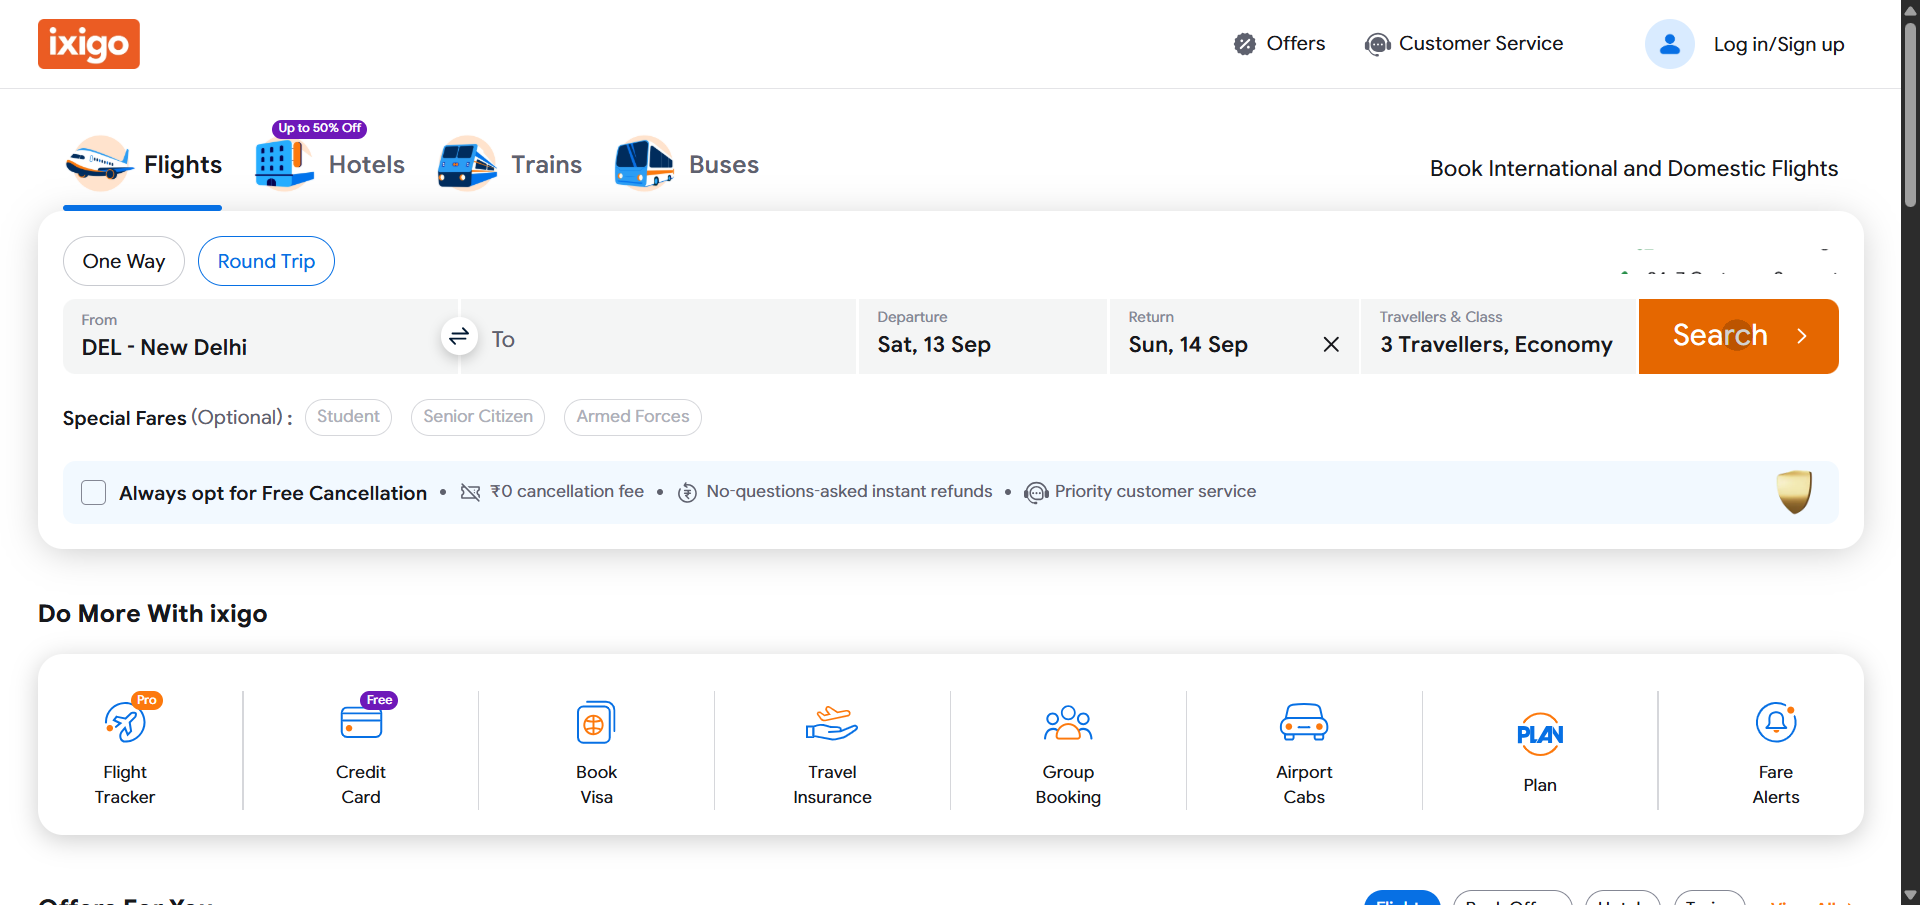 ixigo
Offers
Customer Service
Log in/Sign up
Up to 50% Off
Flights
Hotels
Trains
Buses
Book International and Domestic Flights
One Way
Round Trip
From
DEL - New Delhi
To
Departure
Sat, 13 Sep
Return
Sun, 14 Sep
Travellers & Class
3 Travellers, Economy
Search
Special Fares (Optional) :
Student
Senior Citizen
Armed Forces
Always opt for Free Cancellation
• ₹0 cancellation fee
• No-questions-asked instant refunds
• Priority customer service
Do More With ixigo
Pro
Flight
Tracker
Free
Credit
Card
Book
Visa
Travel
Insurance
Group
Booking
Airport
Cabs
PLAN
Plan
Fare
Alerts
Offers For You